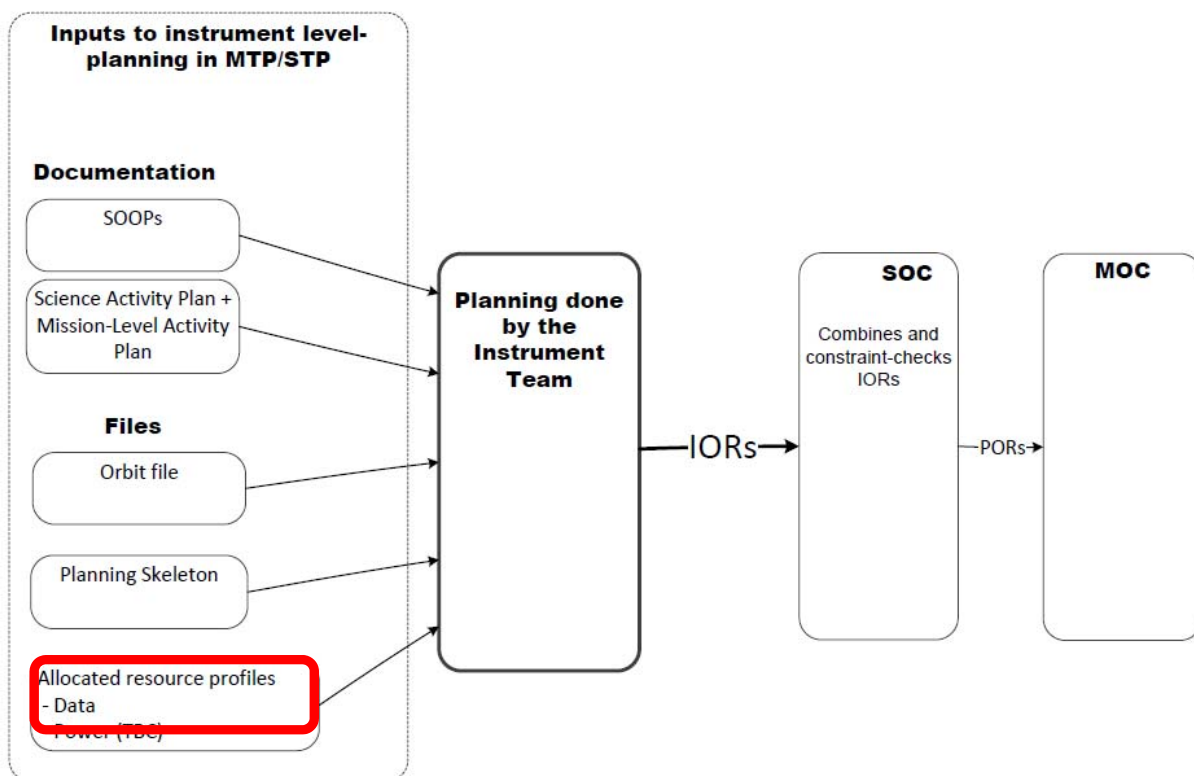 Inputs to instrument level-
planning in MTP/STP
Documentation
SOOPs
Science Activity Plan +
Mission-Level Activity
Plan
Files
Orbit file
Planning Skeleton
Allocated resource profiles
- Data
- Power (TBC)
Planning done
by the
Instrument
Team
IORs
SOC
Combines and
constraint-checks
IORs
PORs
MOC